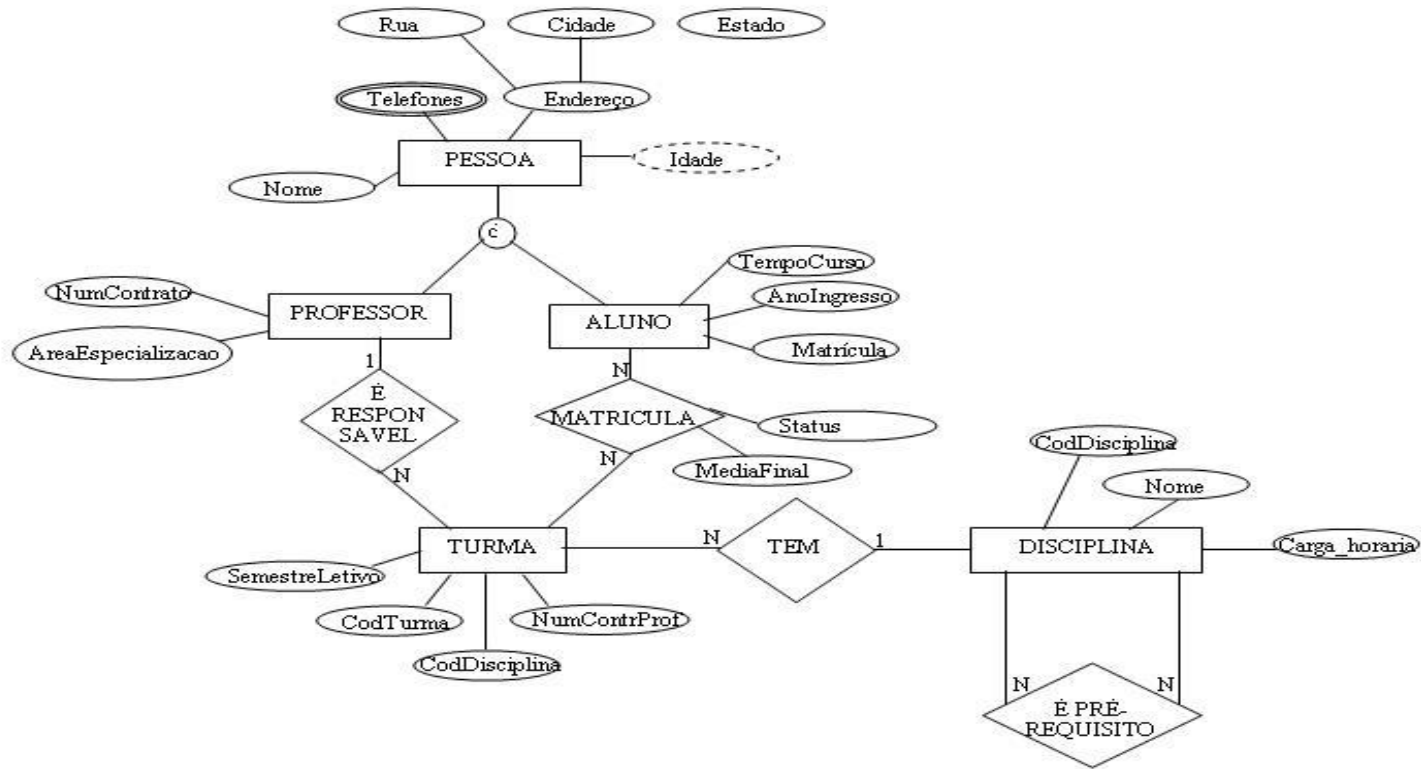 Rua
Cidade
Estado
Telefones
Endereço
PESSOA
Idade
Nome
ċ
TempoCurso
NumContrato
AnoIngresso
PROFESSOR
ALUNO
AreaEspecializacao
Matrícula
1
N
É
RESPON
SAVEL
MATRICULA
Status
CodDisciplina
N
N
MediaFinal
Nome
TURMA
N
TEM
1
DISCIPLINA
Carga_horaria
SemestreLetivo
CodTurma
NumContrProf
CodDisciplina
N
N
É PRÉ-
REQUISITO